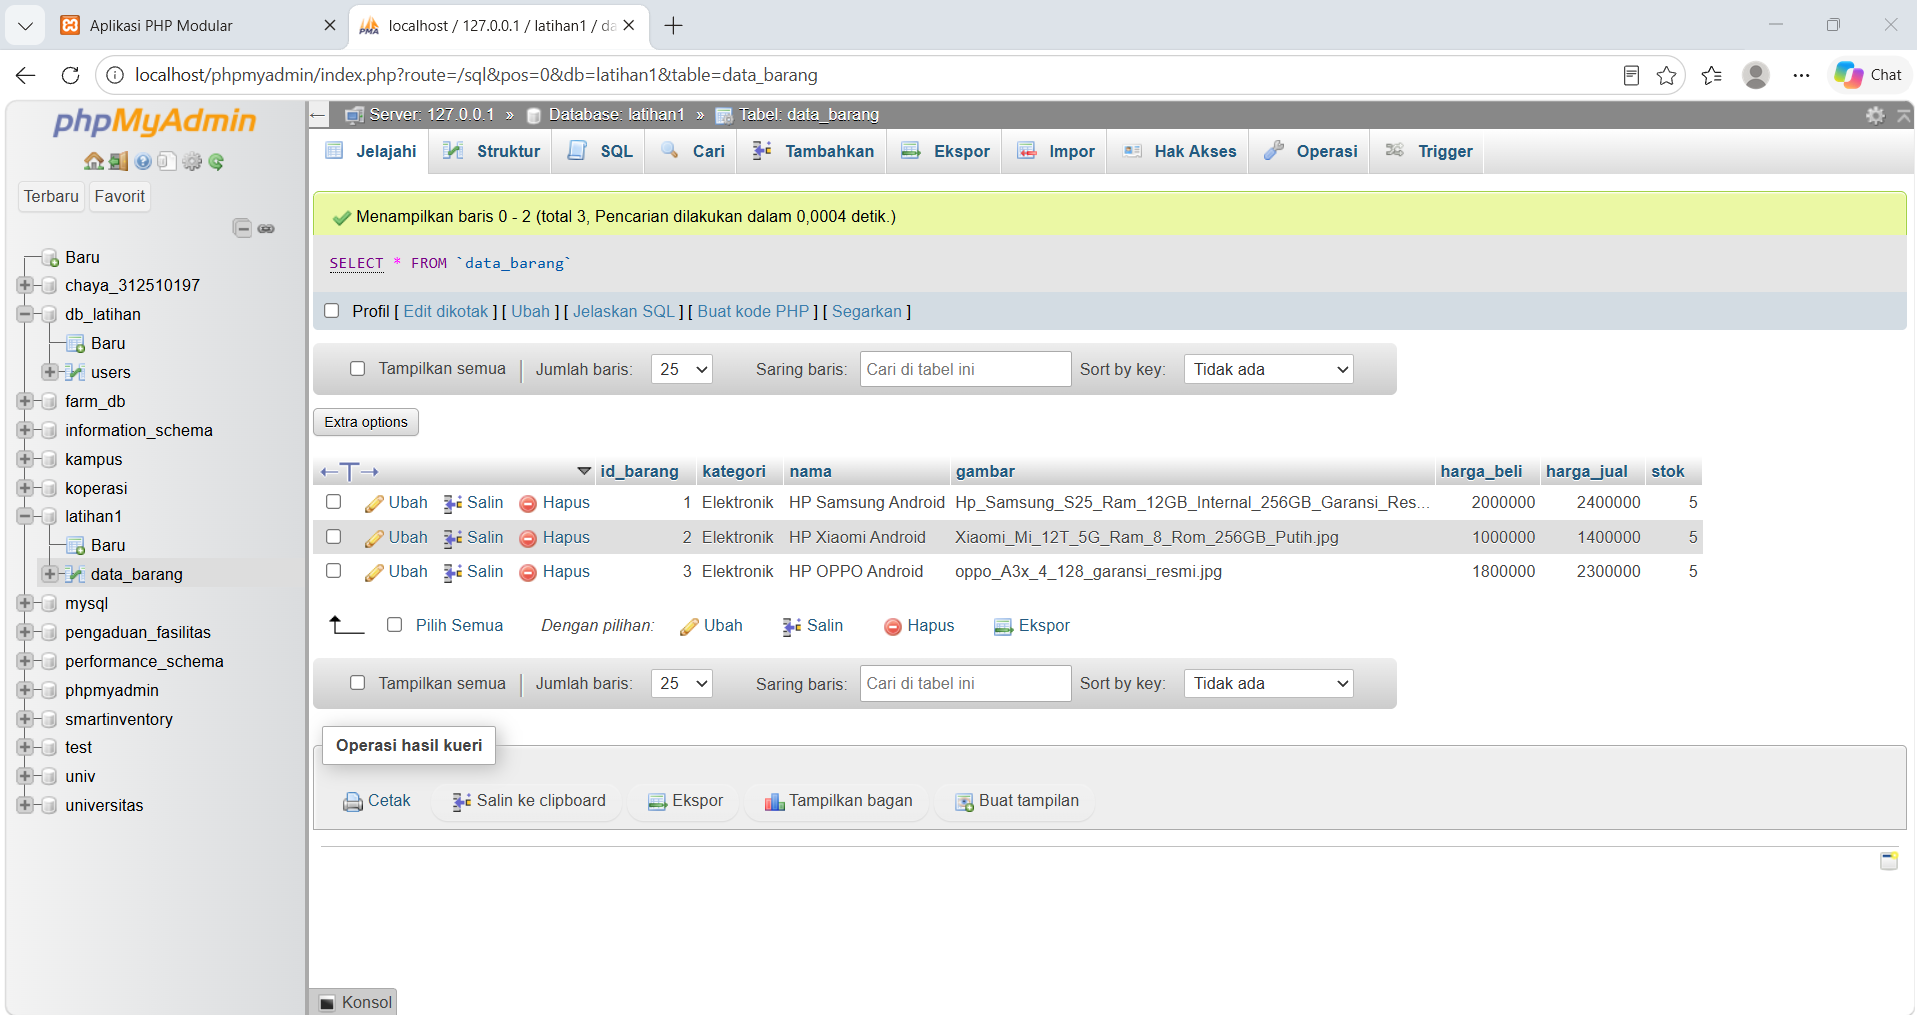 Aplikasi PHP Modular
localhost / 127.0.0.1 / latihan1 / da
localhost/phpmyadmin/index.php?route=/sql&pos=0&db=latihan1&table=data_barang
Chat
phpMyAdmin
Terbaru Favorit
Baru
chaya_312510197
db_latihan
Baru
users
farm_db
information_schema
kampus
koperasi
latihan1
Baru
data_barang
mysql
pengaduan_fasilitas
performance_schema
phpmyadmin
smartinventory
test
univ
universitas
Server: 127.0.0.1 » Database: latihan1 » Tabel: data_barang
Jelajahi Struktur SQL Cari Tambahkan Ekspor Impor Hak Akses Operasi Trigger
Menampilkan baris 0 - 2 (total 3, Pencarian dilakukan dalam 0,0004 detik.)
SELECT * FROM `data_barang`
Profil [ Edit dikotak ] [ Ubah ] [ Jelaskan SQL ] [ Buat kode PHP ] [ Segarkan ]
Tampilkan semua Jumlah baris: 25 Saring baris: Cari di tabel ini Sort by key: Tidak ada
Extra options
id_barang kategori nama gambar harga_beli harga_jual stok
Ubah Salin Hapus 1 Elektronik HP Samsung Android Hp_Samsung_S25_Ram_12GB_Internal_256GB_Garansi_Res... 2000000 2400000 5
Ubah Salin Hapus 2 Elektronik HP Xiaomi Android Xiaomi_Mi_12T_5G_Ram_8_Rom_256GB_Putih.jpg 1000000 1400000 5
Ubah Salin Hapus 3 Elektronik HP OPPO Android oppo_A3x_4_128_garansi_resmi.jpg 1800000 2300000 5
Pilih Semua Dengan pilihan: Ubah Salin Hapus Ekspor
Tampilkan semua Jumlah baris: 25 Saring baris: Cari di tabel ini Sort by key: Tidak ada
Operasi hasil kueri
Cetak Salin ke clipboard Ekspor Tampilkan bagan Buat tampilan
Konsol